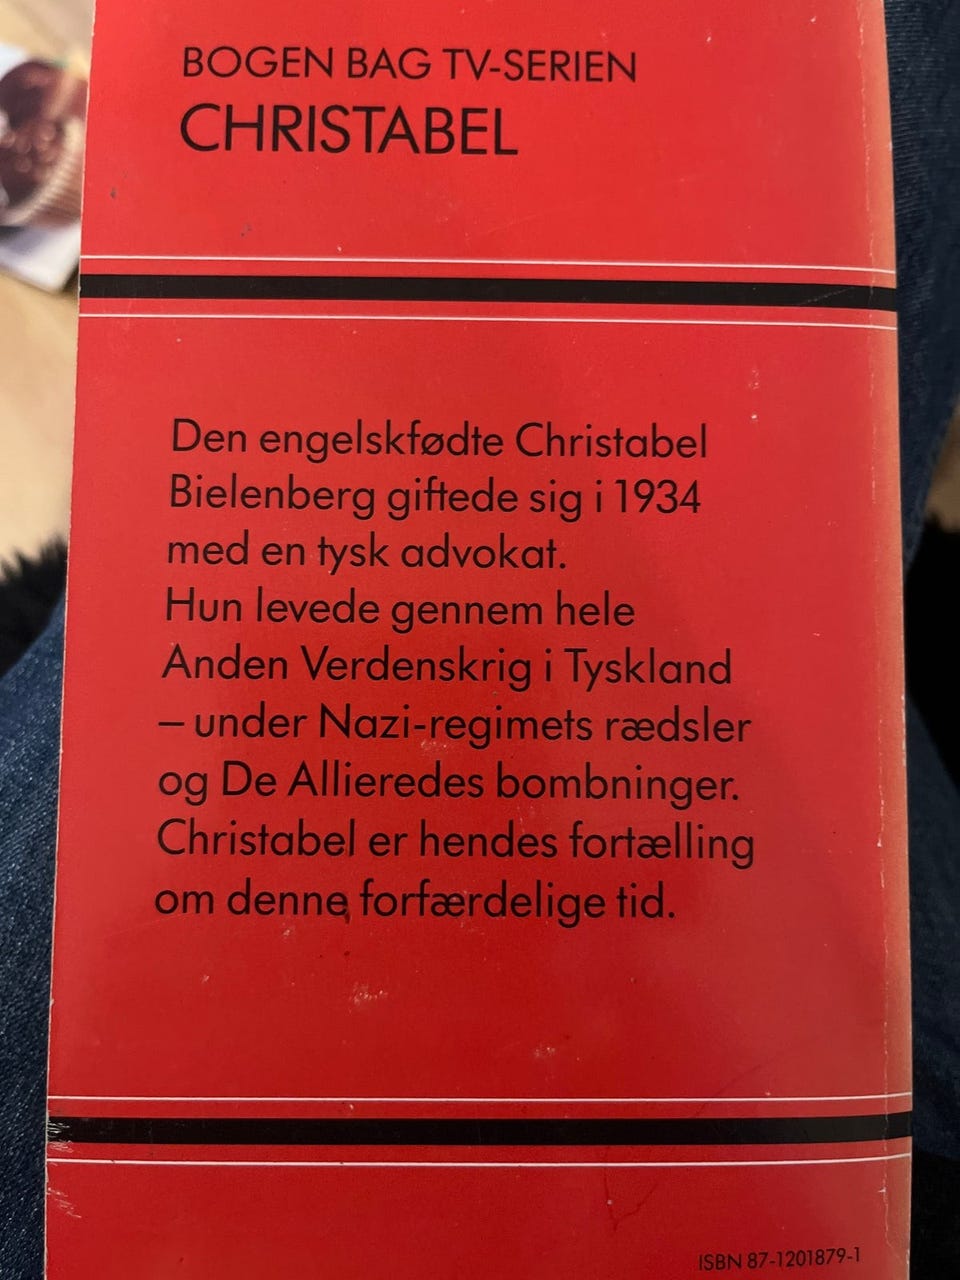 BOGEN BAG TV-SERIEN
CHRISTABEL
Den engelskfødte Christabel
Bielenberg giftede sig i 1934
med en tysk advokat.
Hun levede gennem hele
Anden Verdenskrig i Tyskland
– under Nazi-regimets rædsler
og De Allieredes bombninger.
Christabel er hendes fortælling
om denne forfærdelige tid.
ISBN 87-1201879-1